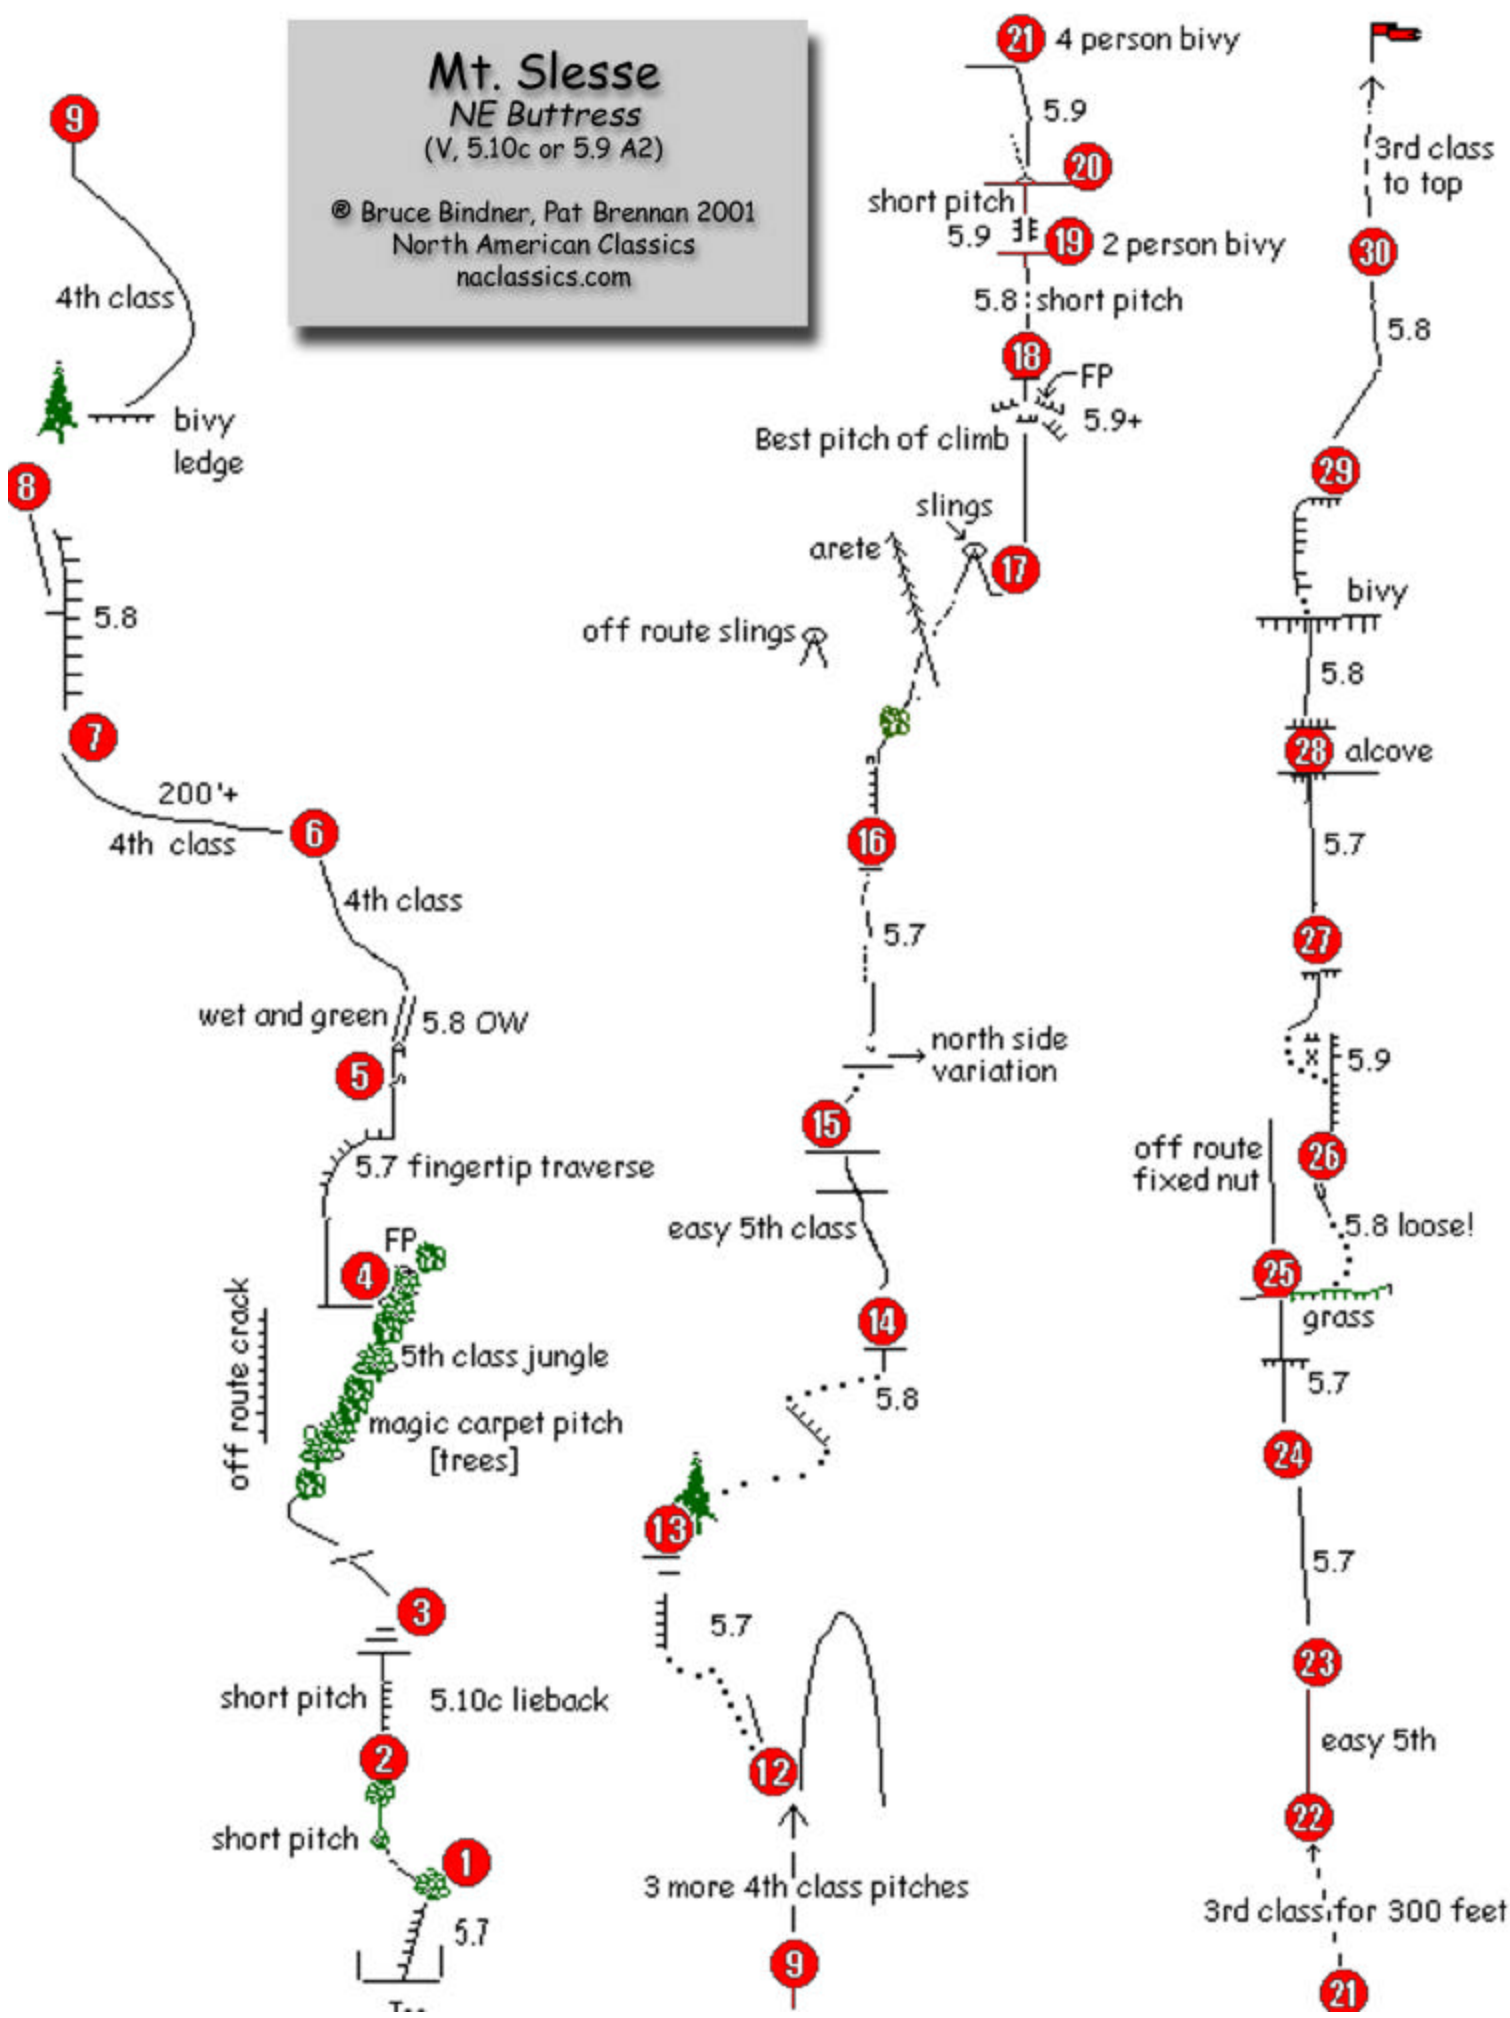 Mt. Slesse
NE Buttress
(V, 5.10c or 5.9 A2)
® Bruce Bindner, Pat Brennan 2001
North American Classics
naclassics.com
9
4th class
bivy
ledge
8
5.8
7
200'+
4th class
6
4th class
wet and green
5.8 OW
5
5.7 fingertip traverse
FP
4
off route crack
5th class jungle
magic carpet pitch
[trees]
3
short pitch
5.10c lieback
2
short pitch
1
5.7
21
4 person bivy
5.9
20
short pitch
5.9
19
2 person bivy
5.8
short pitch
18
FP
5.9+
Best pitch of climb
slings
arete
17
off route slings
16
5.7
north side
variation
15
easy 5th class
14
5.8
13
5.7
12
3 more 4th class pitches
9
3rd class
to top
30
5.8
29
bivy
5.8
28
alcove
5.7
27
x
5.9
off route
fixed nut
26
5.8 loose!
25
grass
5.7
24
5.7
23
easy 5th
22
3rd class for 300 feet
21